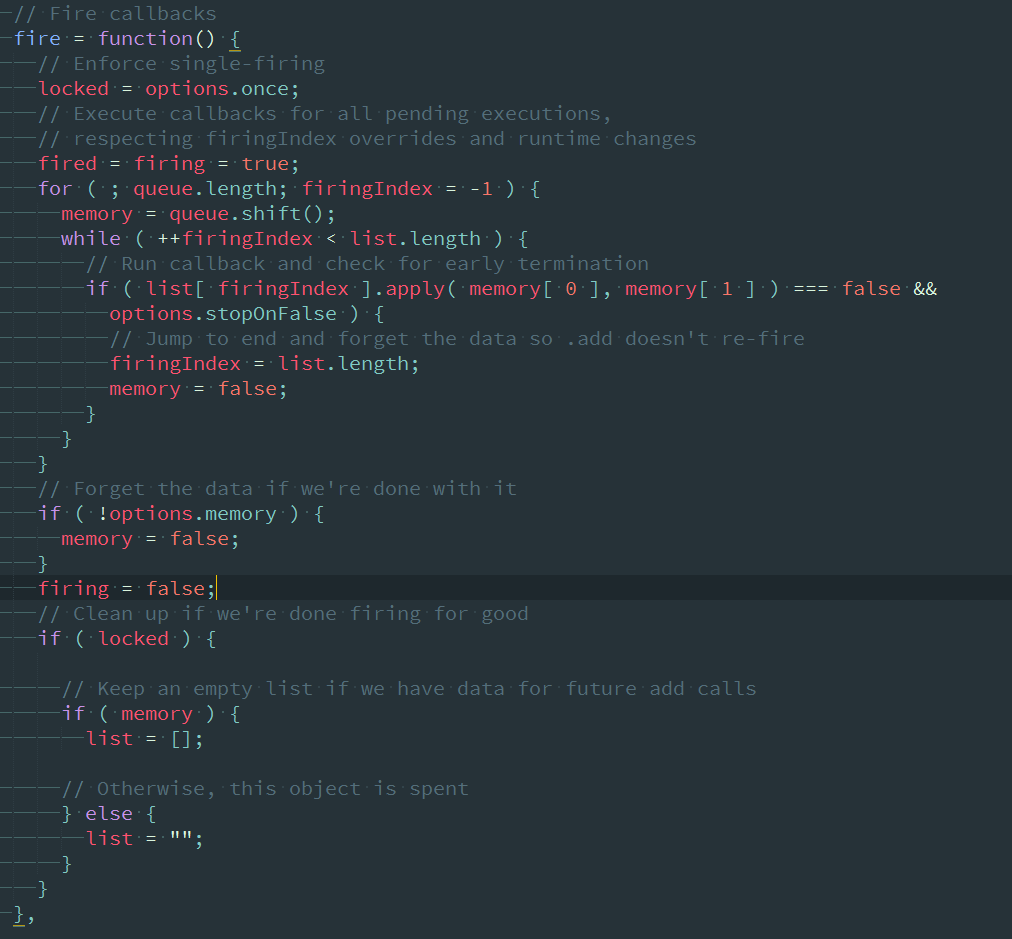 // Fire callbacks
fire = function() {
// Enforce single-firing
locked = options.once;
// Execute callbacks for all pending executions,
// respecting firingIndex overrides and runtime changes
fired = firing = true;
for ( ; queue.length; firingIndex = -1 ) {
memory = queue.shift();
while ( ++firingIndex < list.length ) {
// Run callback and check for early termination
if ( list[ firingIndex ].apply( memory[ 0 ], memory[ 1 ] ) === false &&
options.stopOnFalse ) {
// Jump to end and forget the data so .add doesn't re-fire
firingIndex = list.length;
memory = false;
}
}
}
// Forget the data if we're done with it
if ( !options.memory ) {
memory = false;
}
firing = false;
// Clean up if we're done firing for good
if ( locked ) {
// Keep an empty list if we have data for future add calls
if ( memory ) {
list = [];
// Otherwise, this object is spent
} else {
list = "";
}
}
},